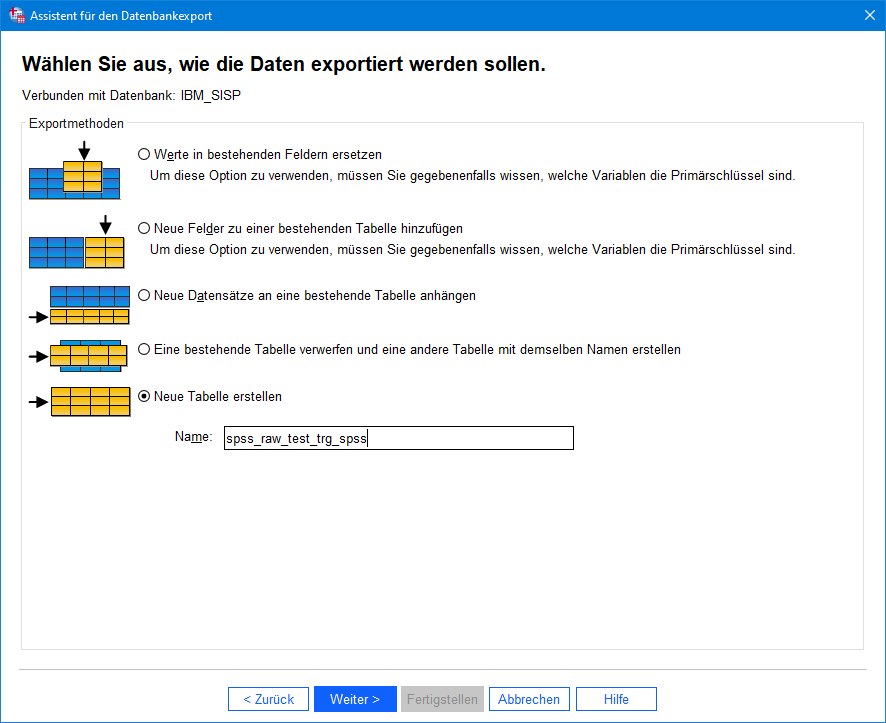 Assistent für den Datenbankexport
Wählen Sie aus, wie die Daten exportiert werden sollen.
Verbunden mit Datenbank: IBM_SISP
Exportmethoden
Werte in bestehenden Feldern ersetzen
Um diese Option zu verwenden, müssen Sie gegebenenfalls wissen, welche Variablen die Primärschlüssel sind.
Neue Felder zu einer bestehenden Tabelle hinzufügen
Um diese Option zu verwenden, müssen Sie gegebenenfalls wissen, welche Variablen die Primärschlüssel sind.
Neue Datensätze an eine bestehende Tabelle anhängen
Eine bestehende Tabelle verwerfen und eine andere Tabelle mit demselben Namen erstellen
Neue Tabelle erstellen
Name: spss_raw_test_trg_spss
< Zurück Weiter > Fertigstellen Abbrechen Hilfe